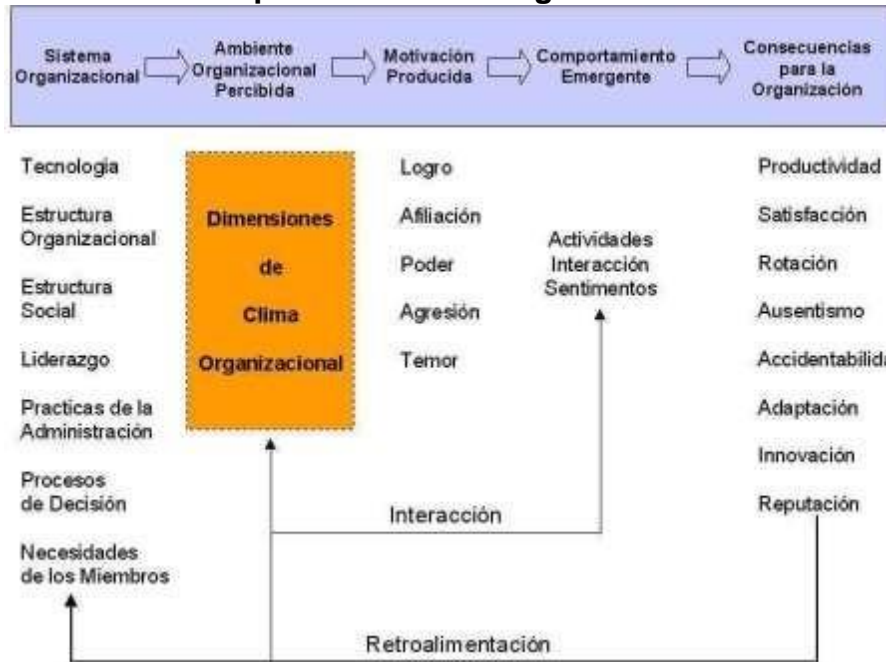 Sistema
Organizacional
Ambiente
Organizacional
Percibida
Motivación
Producida
Comportamiento
Emergente
Consecuencias
para la
Organización
Tecnologia
Estructura
Organizacional
Estructura
Social
Liderazgo
Practicas de la
Administración
Procesos
de Decisión
Necesidades
de los Miembros
Dimensiones
de
Clima
Organizacional
Logro
Afiliación
Poder
Agresión
Temor
Actividades
Interacción
Sentimentos
Productividad
Satisfacción
Rotación
Ausentismo
Accidentabilida
Adaptación
Innovación
Reputación
Interacción
Retroalimentación